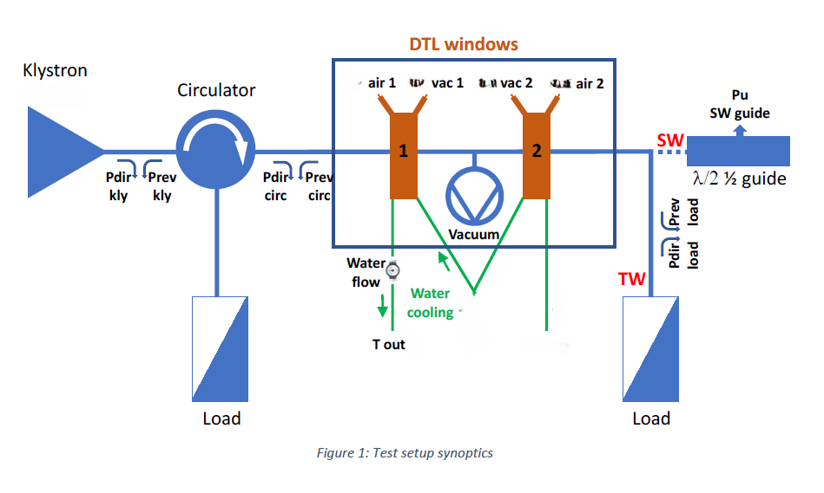 DTL windows
Klystron
Circulator
air 1
vac 1
vac 2
air 2
Pu
SW guide
SW
1
2
λ/2 ½ guide
Pdir
kly
Prev
kly
Pdir
circ
Prev
circ
Vacuum
Prev
load
Pdir
load
Water
flow
Water
cooling
TW
T out
Load
Load
Figure 1: Test setup synoptics